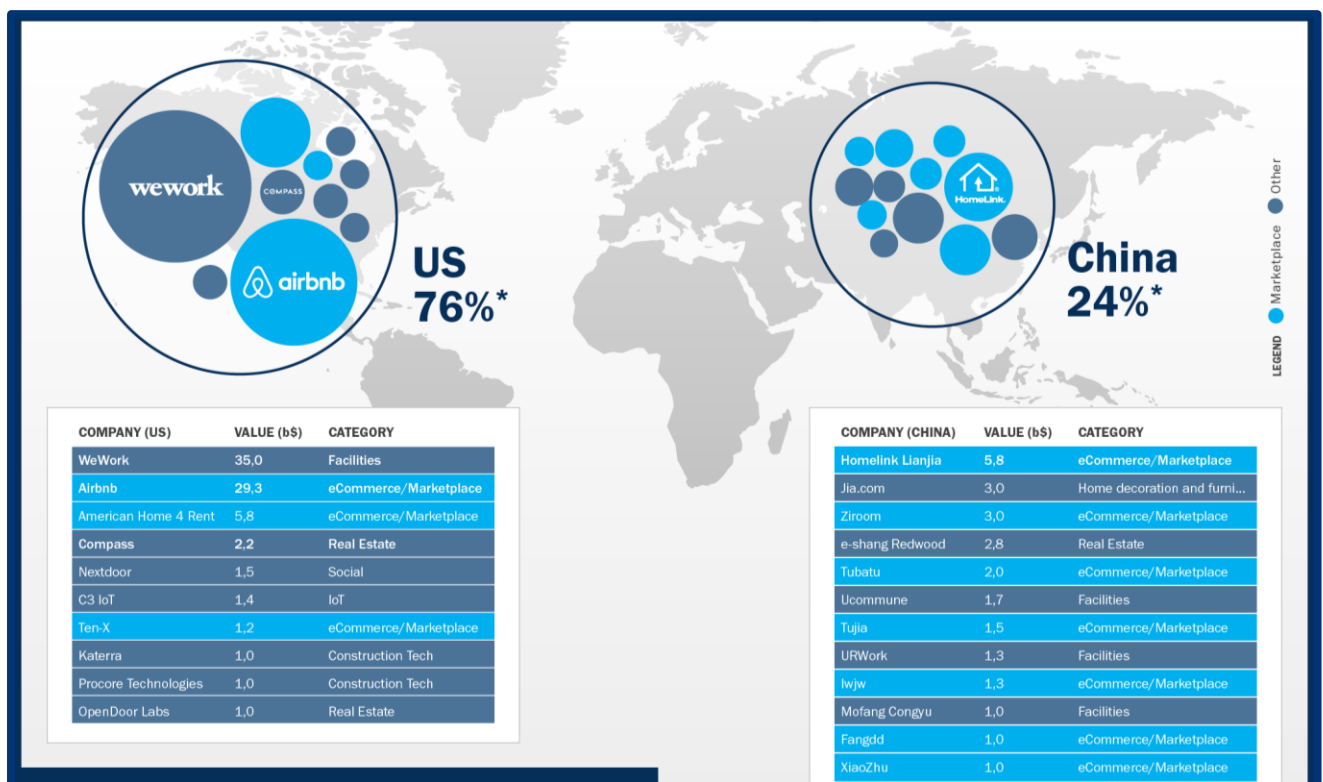 wework
COMPASS
airbnb
US
76%*
HomeLink.
China
24%*
LEGEND Marketplace Other
COMPANY (US) VALUE (b$) CATEGORY
WeWork 35,0 Facilities
Airbnb 29,3 eCommerce/Marketplace
American Home 4 Rent 5,8 eCommerce/Marketplace
Compass 2,2 Real Estate
Nextdoor 1,5 Social
C3 IoT 1,4 IoT
Ten-X 1,2 eCommerce/Marketplace
Katerra 1,0 Construction Tech
Procore Technologies 1,0 Construction Tech
OpenDoor Labs 1,0 Real Estate
COMPANY (CHINA) VALUE (b$) CATEGORY
Homelink Lianjia 5,8 eCommerce/Marketplace
Jia.com 3,0 Home decoration and furni...
Ziroom 3,0 eCommerce/Marketplace
e-shang Redwood 2,8 Real Estate
Tubatu 2,0 eCommerce/Marketplace
Ucommune 1,7 Facilities
Tujia 1,5 eCommerce/Marketplace
URWork 1,3 Facilities
Iwjw 1,3 eCommerce/Marketplace
Mofang Congyu 1,0 Facilities
Fangdd 1,0 eCommerce/Marketplace
XiaoZhu 1,0 eCommerce/Marketplace